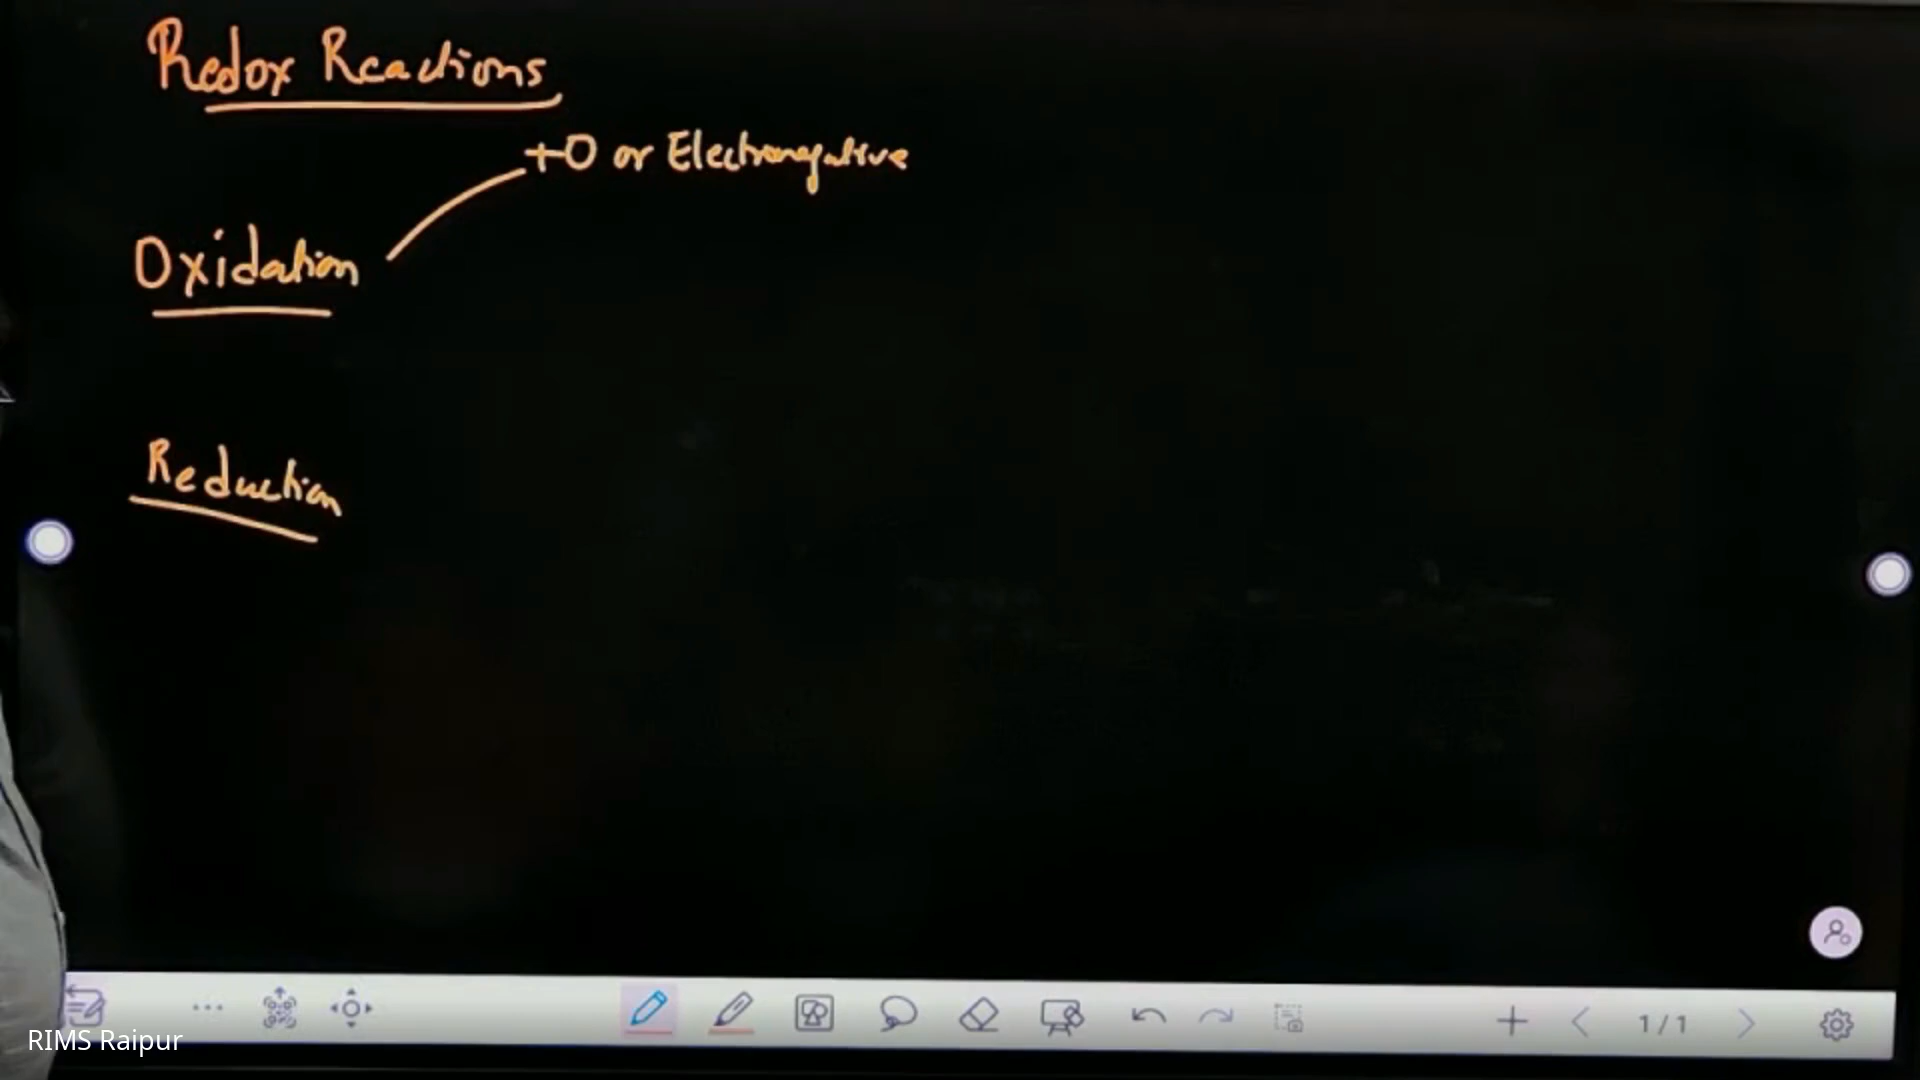 Redox Reactions
+O or Electronegative
Oxidation
Reduction
1/1
RIMS Raipur